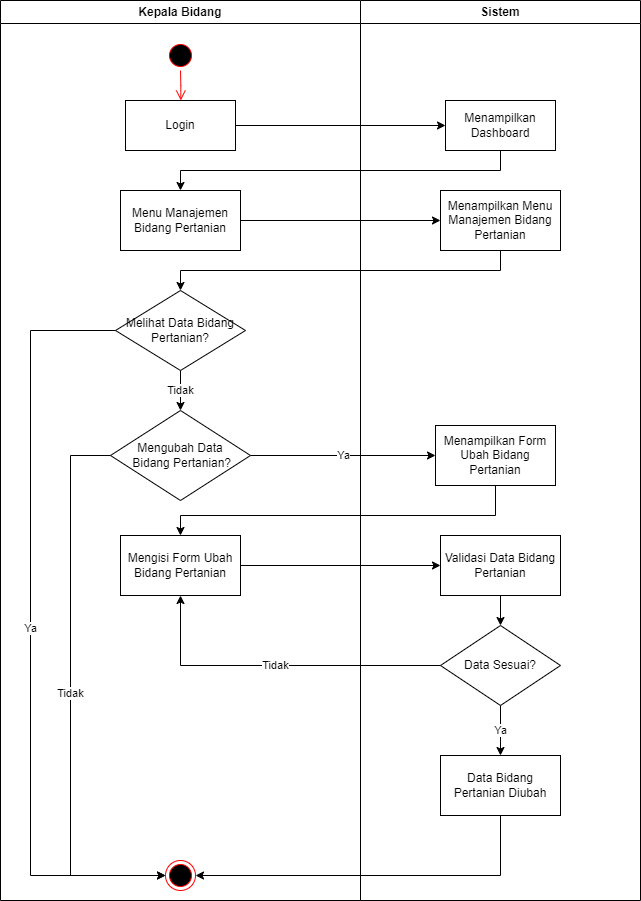 Kepala Bidang
Sistem
Login
Menampilkan
Dashboard
Menu Manajemen
Bidang Pertanian
Menampilkan Menu
Manajemen Bidang
Pertanian
Melihat Data Bidang
Pertanian?
Tidak
Mengubah Data
Bidang Pertanian?
Ya
Menampilkan Form
Ubah Bidang
Pertanian
Mengisi Form Ubah
Bidang Pertanian
Validasi Data Bidang
Pertanian
Ya
Data Sesuai?
Tidak
Tidak
Ya
Data Bidang
Pertanian Diubah